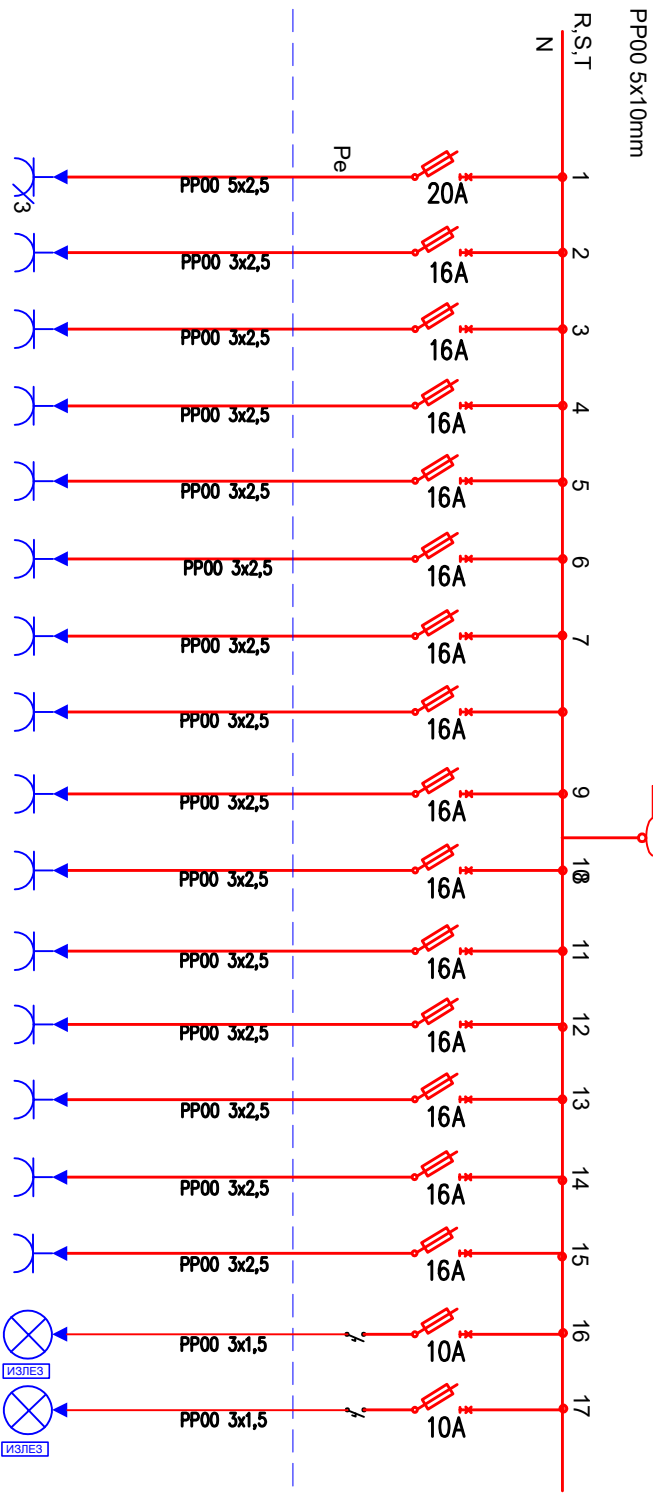 PP00 5x10mm
R,S,T
N
Pe
1
20A
PP00 5x2,5
3
2
16A
PP00 3x2,5
3
16A
PP00 3x2,5
4
16A
PP00 3x2,5
5
16A
PP00 3x2,5
6
16A
PP00 3x2,5
7
16A
PP00 3x2,5
16A
PP00 3x2,5
9
16A
PP00 3x2,5
10
8
16A
PP00 3x2,5
11
16A
PP00 3x2,5
12
16A
PP00 3x2,5
13
16A
PP00 3x2,5
14
16A
PP00 3x2,5
15
16A
PP00 3x2,5
16
10A
PP00 3x1,5
ИЗЛЕЗ
17
10A
PP00 3x1,5
ИЗЛЕЗ